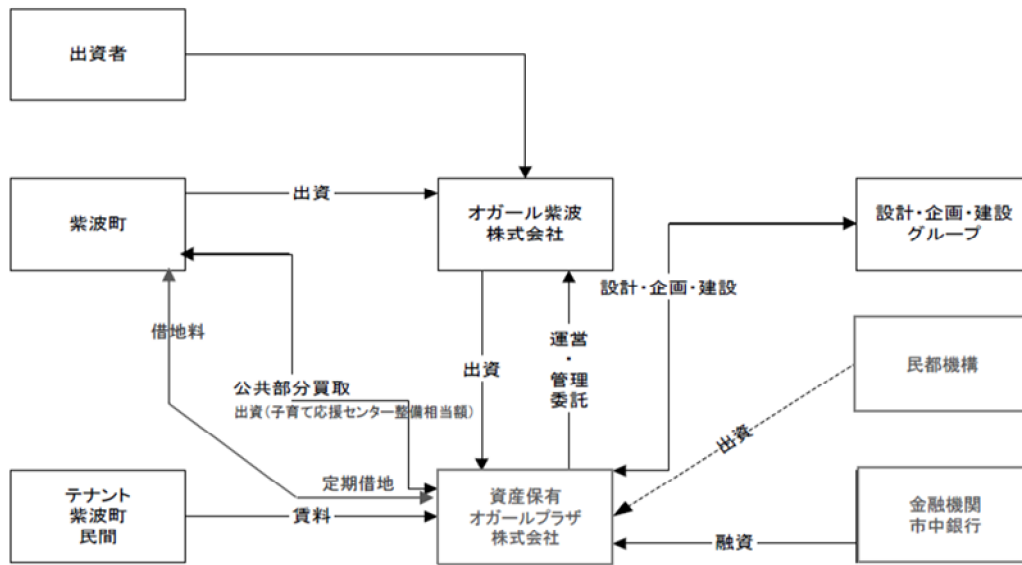 出資者
紫波町
出資
オガール紫波
株式会社
設計・企画・建設
グループ
設計・企画・建設
借地料
出資
運営
・
管理
委託
民都機構
公共部分買取
出資(子育て応援センター整備相当額)
出資
テナント
紫波町
民間
定期借地
賃料
資産保有
オガールプラザ
株式会社
融資
金融機関
市中銀行